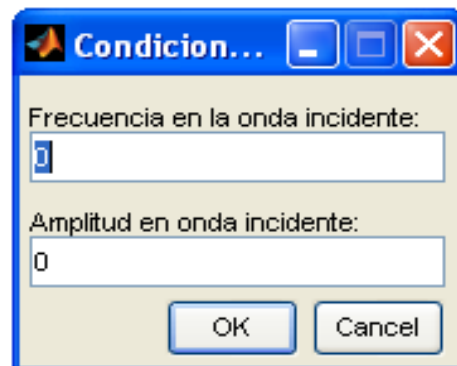 Condicion...
Frecuencia en la onda incidente:
0
Amplitud en onda incidente:
0
OK Cancel